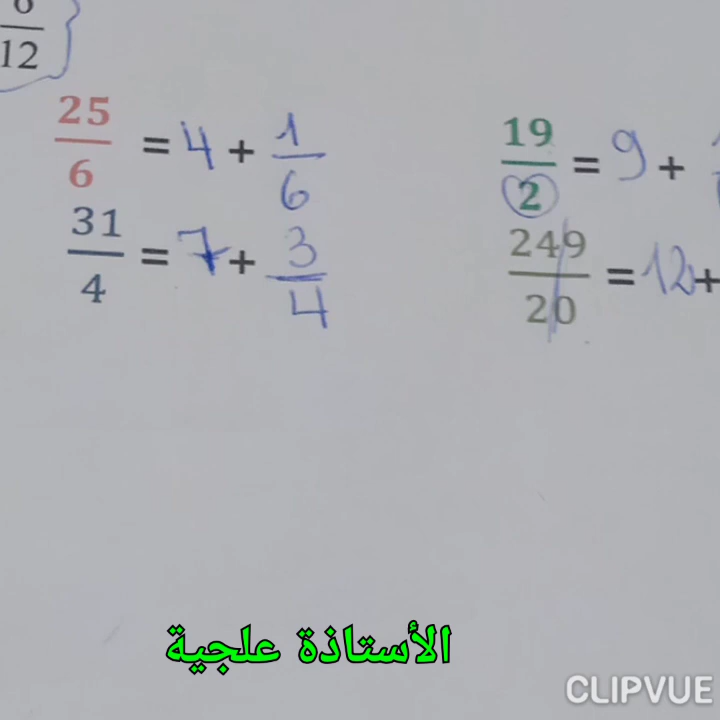 12
25/6 = 4 + 1/6
19/2 = 9 +
31/4 = 7 + 3/4
249/20 = 12 +
الأستاذة علجية
CLIPVUE